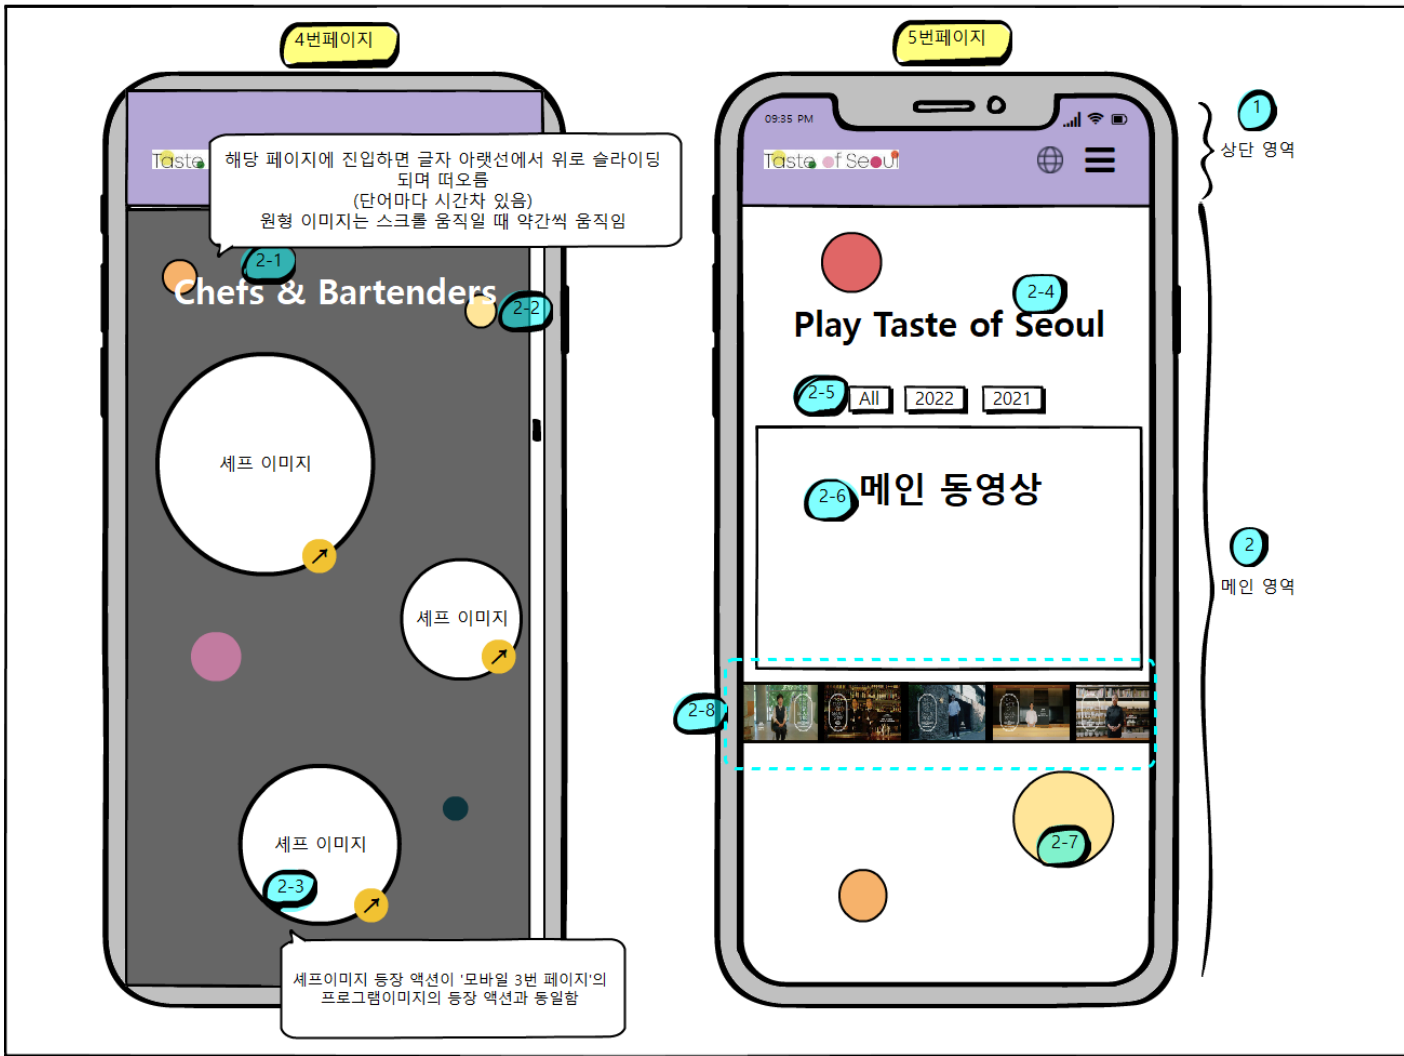 4번페이지
Taste
해당 페이지에 진입하면 글자 아랫선에서 위로 슬라이딩
되며 떠오름
(단어마다 시간차 있음)
원형 이미지는 스크롤 움직일 때 약간씩 움직임
2-1
Chefs & Bartenders
2-2
셰프 이미지
셰프 이미지
셰프 이미지
2-3
셰프이미지 등장 액션이 '모바일 3번 페이지'의
프로그램이미지의 등장 액션과 동일함
5번페이지
09:35 PM
Taste of Seoul
2-4
Play Taste of Seoul
2-5
All 2022 2021
2-6
메인 동영상
2-8
2-7
1
상단 영역
2
메인 영역